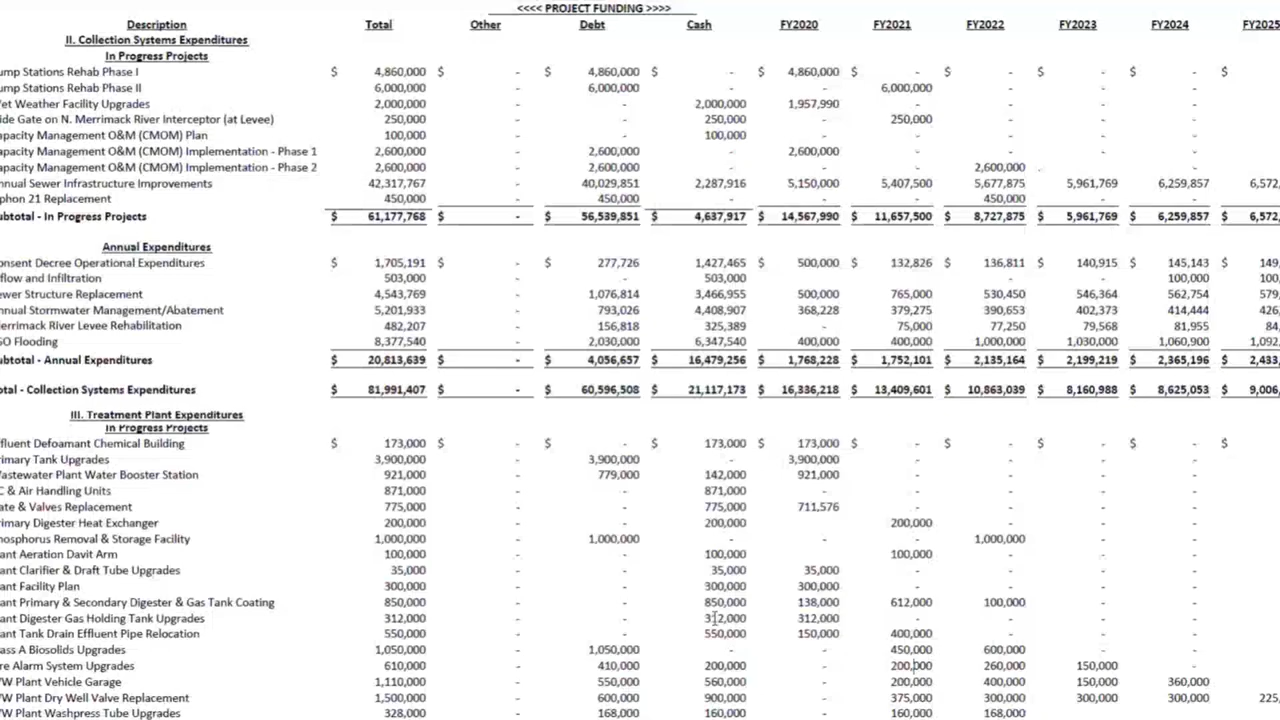 <<<< PROJECT FUNDING >>>>
Description Total Other Debt Cash FY2020 FY2021 FY2022 FY2023 FY2024 FY2025
II. Collection Systems Expenditures
In Progress Projects
ump Stations Rehab Phase I $ 4,860,000 $ - $ 4,860,000 $ - $ 4,860,000 $ - $ - $ - $ - $
ump Stations Rehab Phase II 6,000,000 - 6,000,000 - - 6,000,000 - - -
et Weather Facility Upgrades 2,000,000 - - 2,000,000 1,957,990 - - - -
ide Gate on N. Merrimack River Interceptor (at Levee) 250,000 - - 250,000 - 250,000 - - -
apacity Management O&M (CMOM) Plan 100,000 - - 100,000 - - - - -
apacity Management O&M (CMOM) Implementation - Phase 1 2,600,000 - 2,600,000 - 2,600,000 - - - -
apacity Management O&M (CMOM) Implementation - Phase 2 2,600,000 - 2,600,000 - - - 2,600,000 - -
nnual Sewer Infrastructure Improvements 42,317,767 - 40,029,851 2,287,916 5,150,000 5,407,500 5,677,875 5,961,769 6,259,857 6,572,
phon 21 Replacement 450,000 - 450,000 - - - 450,000 - -
ubtotal - In Progress Projects $ 61,177,768 $ - $ 56,539,851 $ 4,637,917 $ 14,567,990 $ 11,657,500 $ 8,727,875 $ 5,961,769 $ 6,259,857 $ 6,572,
Annual Expenditures
onsent Decree Operational Expenditures $ 1,705,191 - 277,726 1,427,465 $ 500,000 $ 132,826 $ 136,811 $ 140,915 $ 145,143 $ 149,
flow and Infiltration 503,000 - - 503,000 - - - - 100,000 100,
ewer Structure Replacement 4,543,769 - 1,076,814 3,466,955 500,000 765,000 530,450 546,364 562,754 579,
nnual Stormwater Management/Abatement 5,201,933 - 793,026 4,408,907 368,228 379,275 390,653 402,373 414,444 426,
errimack River Levee Rehabilitation 482,207 - 156,818 325,389 - 75,000 77,250 79,568 81,955 84,
SO Flooding 8,377,540 - 2,030,000 6,347,540 400,000 400,000 1,000,000 1,030,000 1,060,900 1,092,
ubtotal - Annual Expenditures $ 20,813,639 $ - $ 4,056,657 $ 16,479,256 $ 1,768,228 $ 1,752,101 $ 2,135,164 $ 2,199,219 $ 2,365,196 $ 2,433,
otal - Collection Systems Expenditures $ 81,991,407 $ - $ 60,596,508 $ 21,117,173 $ 16,336,218 $ 13,409,601 $ 10,863,039 $ 8,160,988 $ 8,625,053 $ 9,006,
III. Treatment Plant Expenditures
In Progress Projects
ffluent Defoamant Chemical Building $ 173,000 $ - $ - $ 173,000 $ 173,000 $ - $ - $ - $ - $
rimary Tank Upgrades 3,900,000 - 3,900,000 - 3,900,000 - - - -
astewater Plant Water Booster Station 921,000 - 779,000 142,000 921,000 - - - -
C & Air Handling Units 871,000 - - 871,000 - - - - -
ate & Valves Replacement 775,000 - - 775,000 711,576 - - - -
rimary Digester Heat Exchanger 200,000 - - 200,000 - 200,000 - - -
hosphorus Removal & Storage Facility 1,000,000 - 1,000,000 - - - 1,000,000 - -
ant Aeration Davit Arm 100,000 - - 100,000 - 100,000 - - -
ant Clarifier & Draft Tube Upgrades 35,000 - - 35,000 35,000 - - - -
ant Facility Plan 300,000 - - 300,000 300,000 - - - -
ant Primary & Secondary Digester & Gas Tank Coating 850,000 - - 850,000 138,000 612,000 100,000 - -
ant Digester Gas Holding Tank Upgrades 312,000 - - 312,000 312,000 - - - -
ant Tank Drain Effluent Pipe Relocation 550,000 - - 550,000 150,000 400,000 - - -
ass A Biosolids Upgrades 1,050,000 - 1,050,000 - - 450,000 600,000 - -
re Alarm System Upgrades 610,000 - 410,000 200,000 - 200,000 260,000 150,000 -
W Plant Vehicle Garage 1,110,000 - 550,000 560,000 - 200,000 400,000 150,000 360,000
W Plant Dry Well Valve Replacement 1,500,000 - 600,000 900,000 - 375,000 300,000 300,000 300,000 225,
W Plant Washpress Tube Upgrades 328,000 - 168,000 160,000 - 160,000 168,000 - -